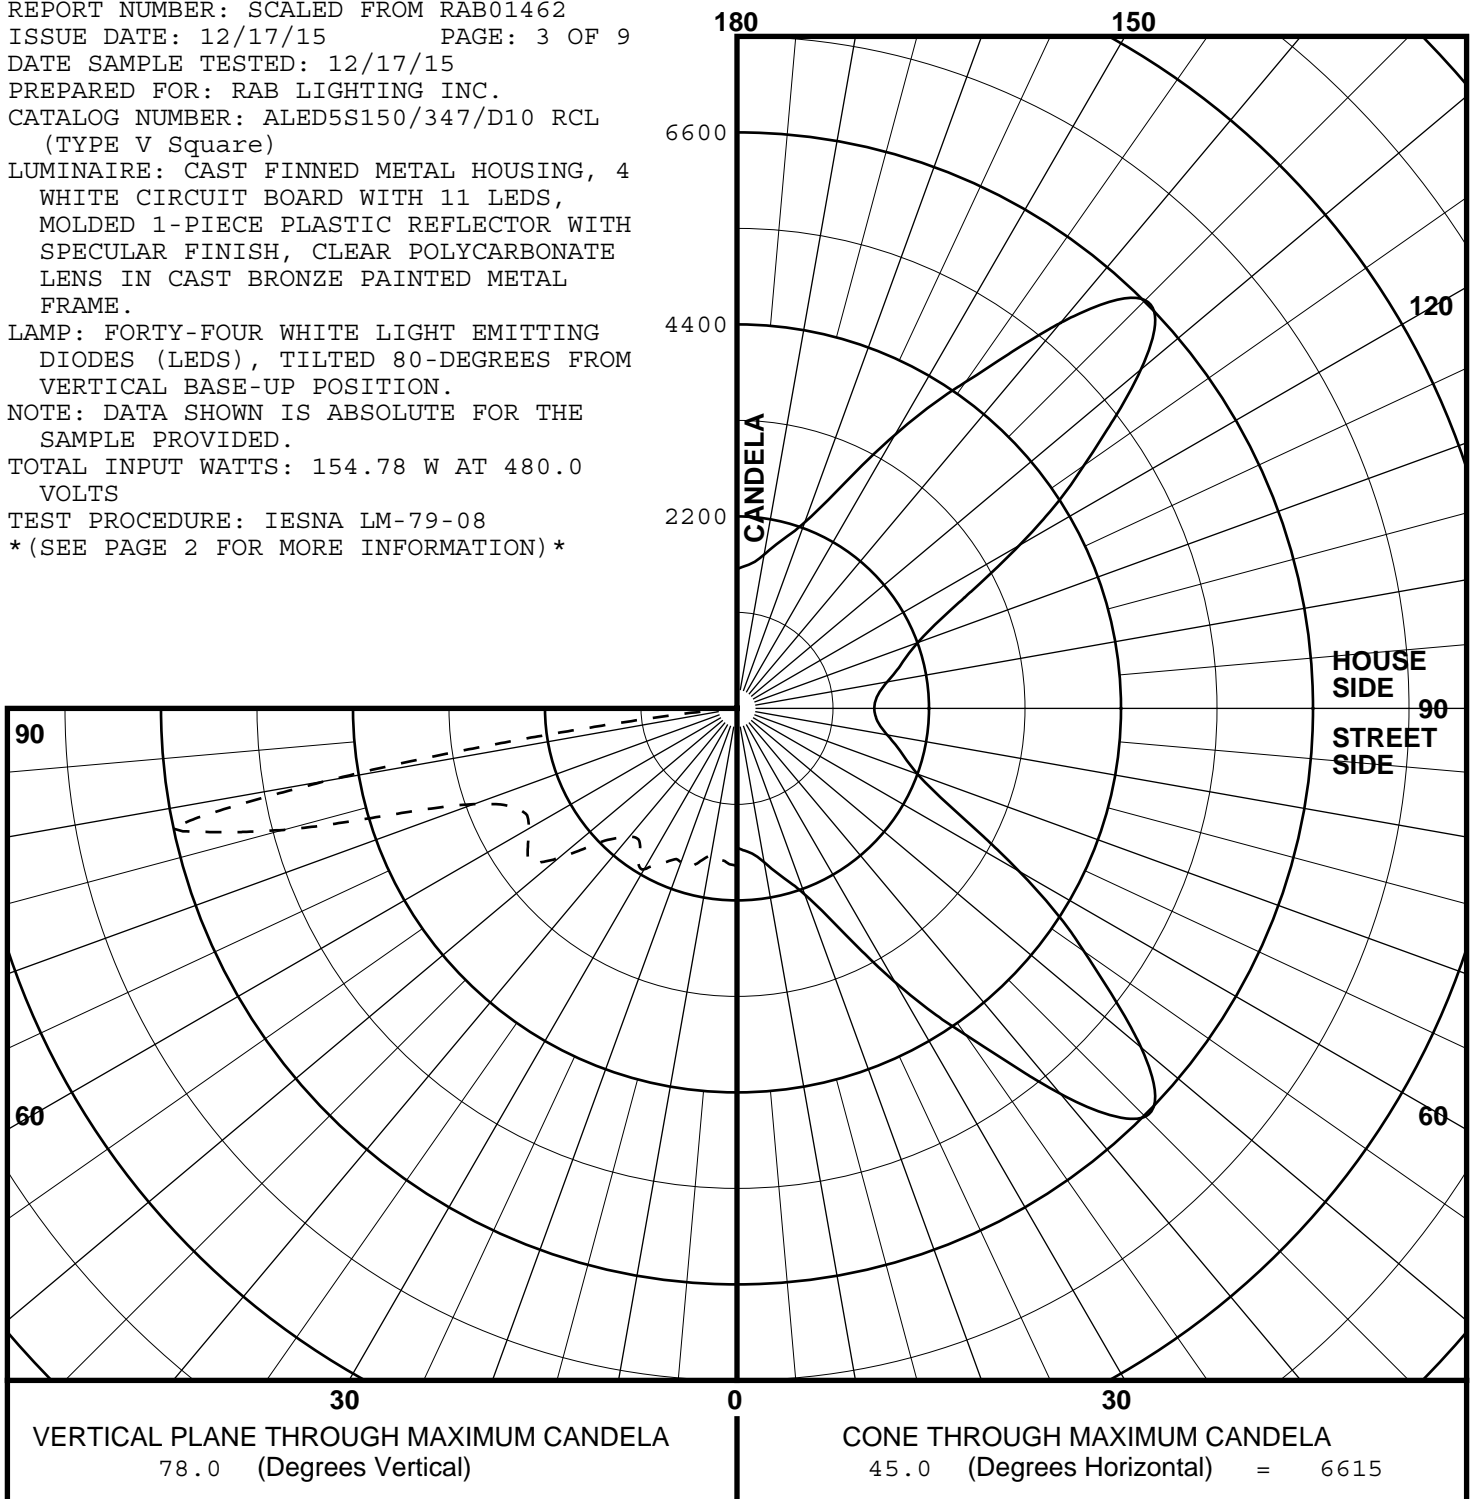 REPORT NUMBER: SCALED FROM RAB01462
ISSUE DATE: 12/17/15 PAGE: 3 OF 9
DATE SAMPLE TESTED: 12/17/15
PREPARED FOR: RAB LIGHTING INC.
CATALOG NUMBER: ALED5S150/347/D10 RCL
(TYPE V Square)
LUMINAIRE: CAST FINNED METAL HOUSING, 4
WHITE CIRCUIT BOARD WITH 11 LEDS,
MOLDED 1-PIECE PLASTIC REFLECTOR WITH
SPECULAR FINISH, CLEAR POLYCARBONATE
LENS IN CAST BRONZE PAINTED METAL
FRAME.
LAMP: FORTY-FOUR WHITE LIGHT EMITTING
DIODES (LEDS), TILTED 80-DEGREES FROM
VERTICAL BASE-UP POSITION.
NOTE: DATA SHOWN IS ABSOLUTE FOR THE
SAMPLE PROVIDED.
TOTAL INPUT WATTS: 154.78 W AT 480.0
VOLTS
TEST PROCEDURE: IESNA LM-79-08
*(SEE PAGE 2 FOR MORE INFORMATION)*
180
150
6600
120
4400
CANDELA
2200
HOUSE
SIDE
90
90
STREET
SIDE
60
60
30
0
30
VERTICAL PLANE THROUGH MAXIMUM CANDELA
78.0 (Degrees Vertical)
CONE THROUGH MAXIMUM CANDELA
45.0 (Degrees Horizontal) = 6615